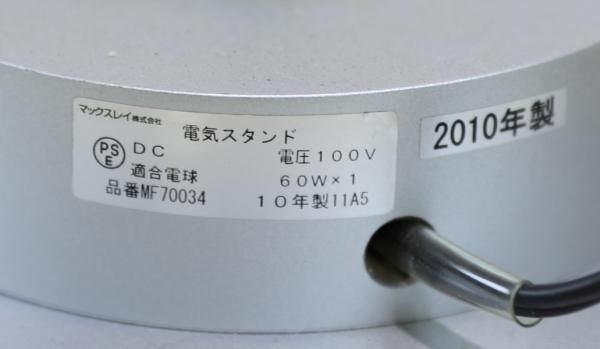 マックスレイ株式会社
電気スタンド
PS
E
DC 電圧100V
適合電球 60W×1
品番MF70034 10年製11A5
2010年製